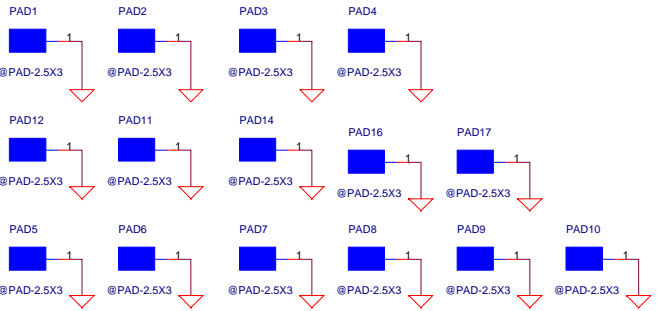 PAD1 PAD2 PAD3 PAD4
1 1 1 1
@PAD-2.5X3 @PAD-2.5X3 @PAD-2.5X3 @PAD-2.5X3
PAD12 PAD11 PAD14
PAD16 PAD17
1 1 1
1 1
@PAD-2.5X3 @PAD-2.5X3 @PAD-2.5X3
@PAD-2.5X3 @PAD-2.5X3
PAD5 PAD6 PAD7 PAD8 PAD9 PAD10
1 1 1 1 1 1
@PAD-2.5X3 @PAD-2.5X3 @PAD-2.5X3 @PAD-2.5X3 @PAD-2.5X3 @PAD-2.5X3